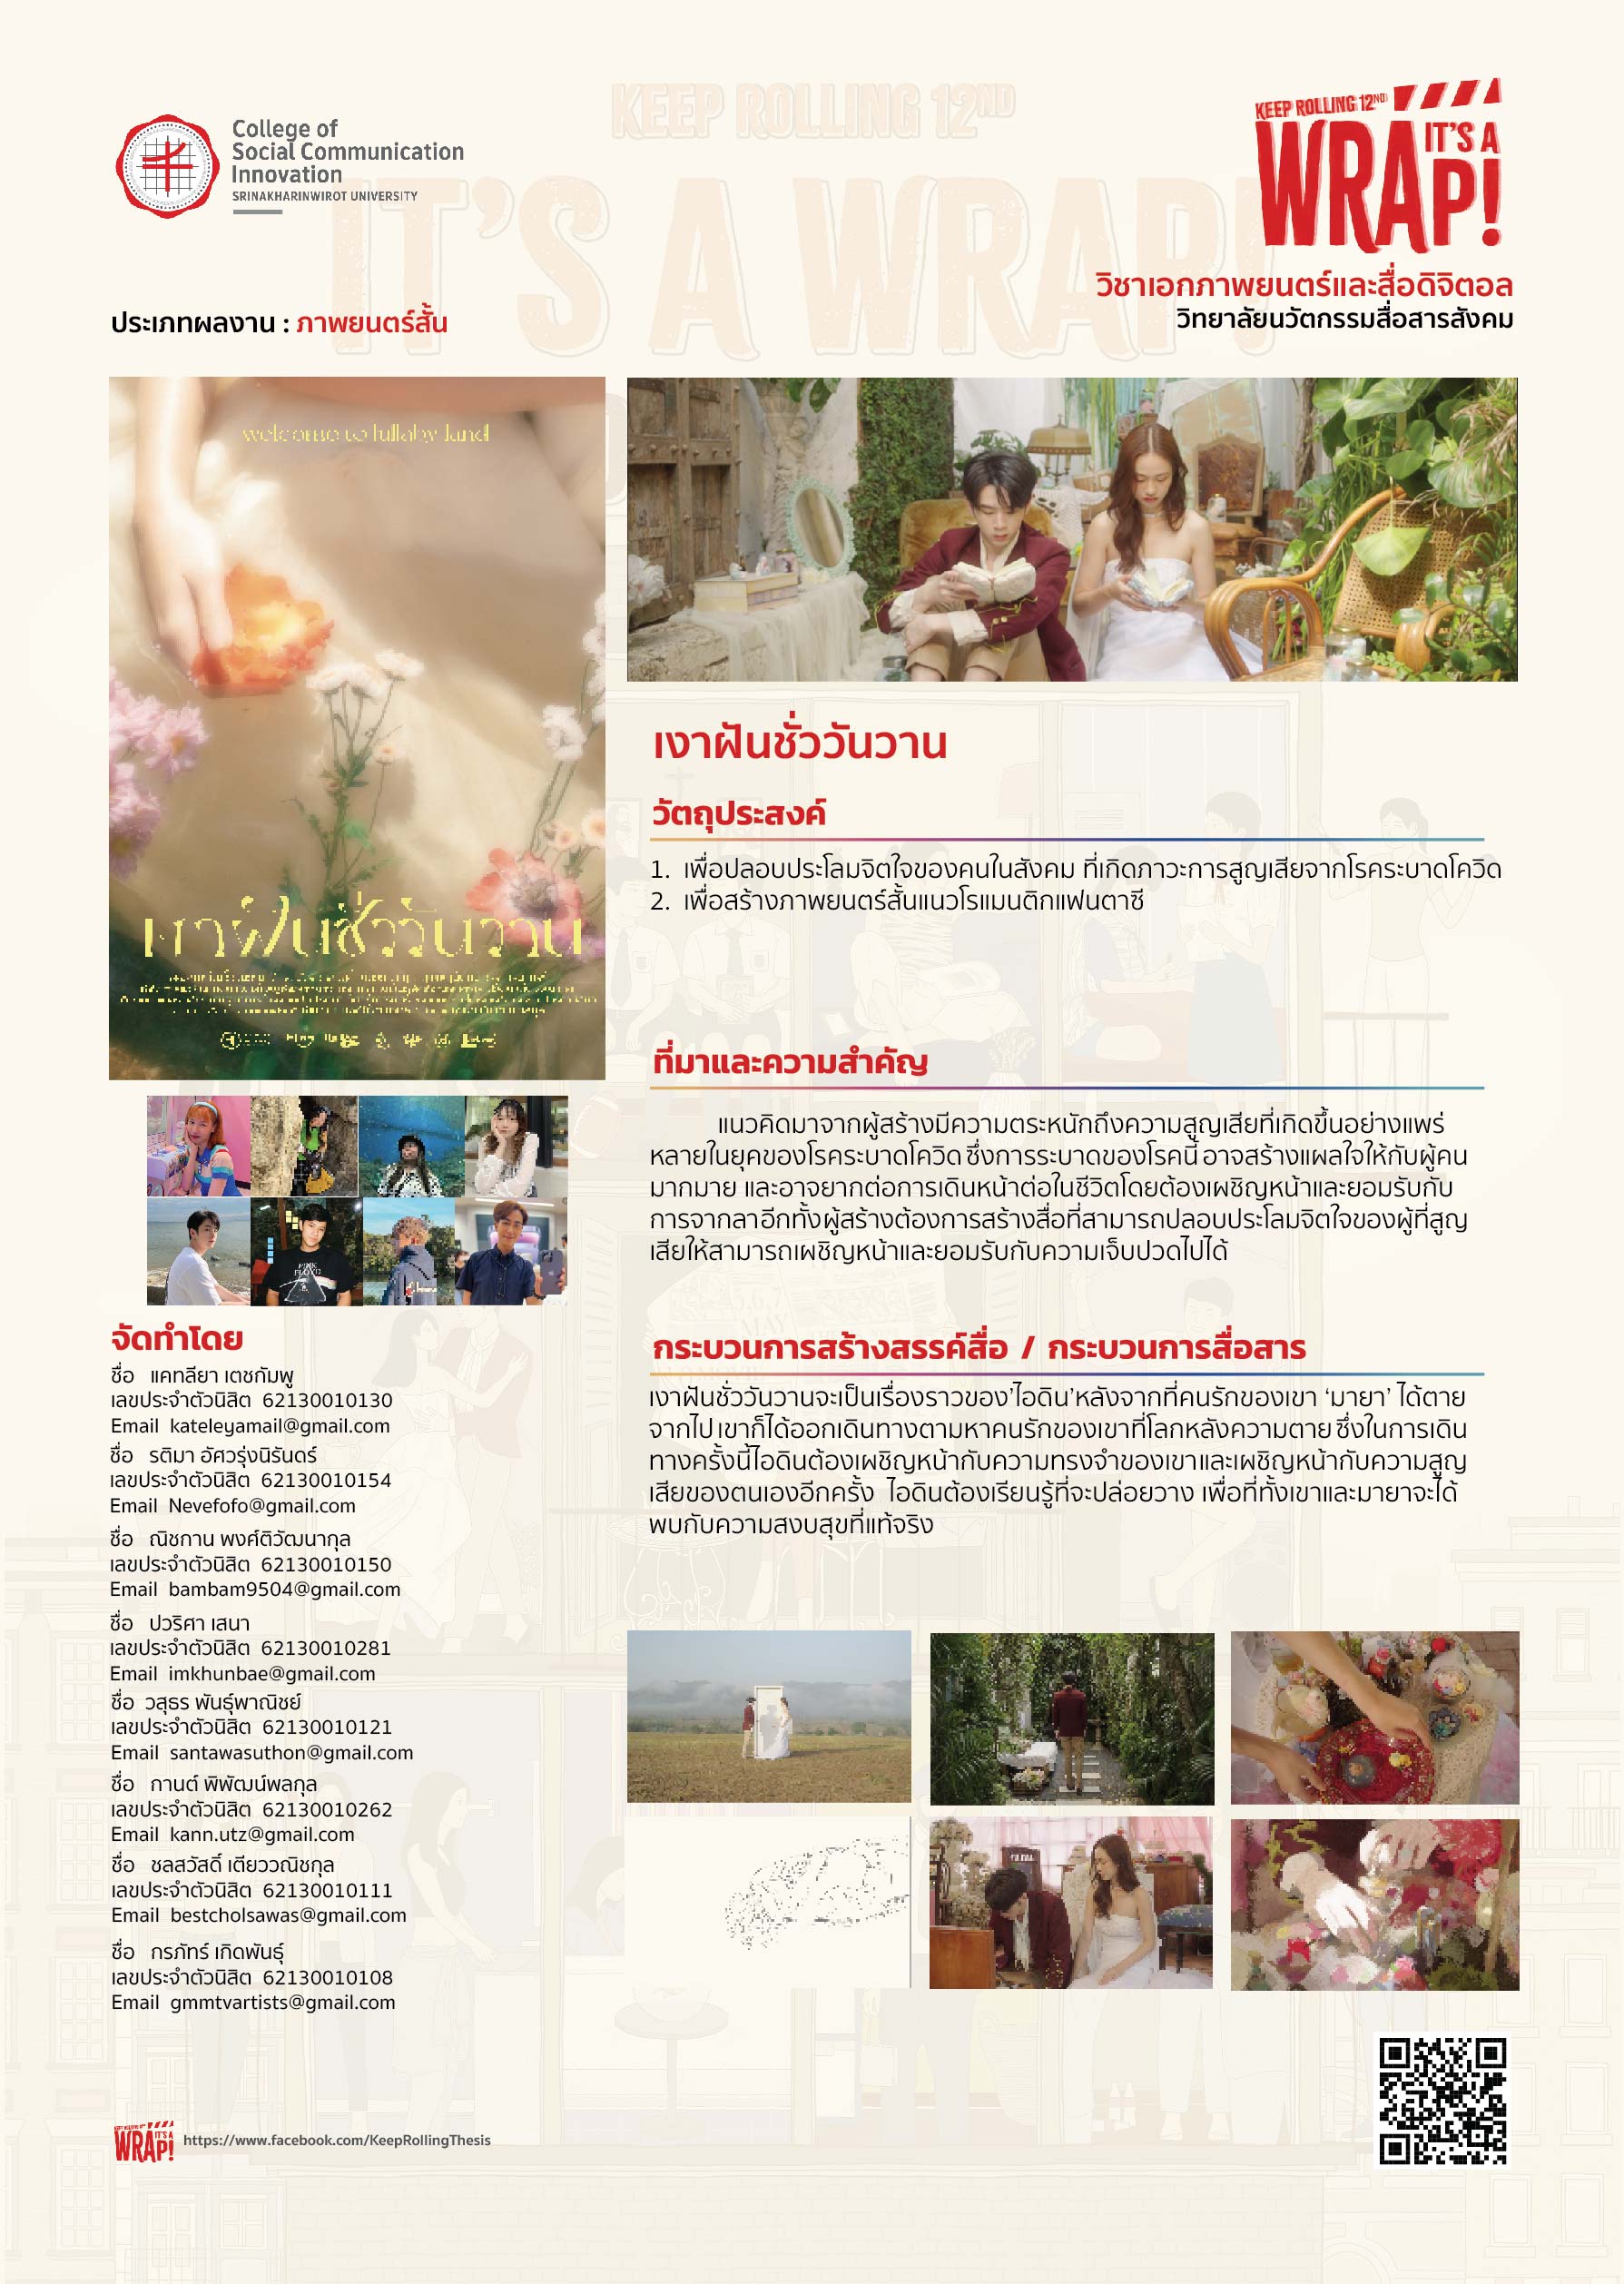 KEEP ROLLING 12ND
IT'S A WRAP!
College of
Social Communication
Innovation
SRINAKHARINWIROT UNIVERSITY
KEEP ROLLING 12ND
IT'S A
WRAP!
วิชาเอกภาพยนตร์และสื่อดิจิตอล
วิทยาลัยนวัตกรรมสื่อสารสังคม
ประเภทผลงาน : ภาพยนตร์สั้น
welcome to lullaby land
เงาฝันชั่ววันวาน
เงาฝันชั่ววันวาน
วัตถุประสงค์
1. เพื่อปลอบประโลมจิตใจของคนในสังคม ที่เกิดภาวะการสูญเสียจากโรคระบาดโควิด
2. เพื่อสร้างภาพยนตร์สั้นแนวโรแมนติกแฟนตาซี
ที่มาและความสำคัญ
แนวคิดมาจากผู้สร้างมีความตระหนักถึงความสูญเสียที่เกิดขึ้นอย่างแพร่
หลายในยุคของโรคระบาดโควิด ซึ่งการระบาดของโรคนี้ อาจสร้างแผลใจให้กับผู้คน
มากมาย และอาจยากต่อการเดินหน้าต่อในชีวิตโดยต้องเผชิญหน้าและยอมรับกับ
การจากลาอีกทั้งผู้สร้างต้องการสร้างสื่อที่สามารถปลอบประโลมจิตใจของผู้ที่สูญ
เสียให้สามารถเผชิญหน้าและยอมรับกับความเจ็บปวดไปได้
กระบวนการสร้างสรรค์สื่อ / กระบวนการสื่อสาร
เงาฝันชั่ววันวานจะเป็นเรื่องราวของ'ไอดิน'หลังจากที่คนรักของเขา ‘มายา’ ได้ตาย
จากไป เขาก็ได้ออกเดินทางตามหาคนรักของเขาที่โลกหลังความตาย ซึ่งในการเดิน
ทางครั้งนี้ไอดินต้องเผชิญหน้ากับความทรงจำของเขาและเผชิญหน้ากับความสูญ
เสียของตนเองอีกครั้ง ไอดินต้องเรียนรู้ที่จะปล่อยวาง เพื่อที่ทั้งเขาและมายาจะได้
พบกับความสงบสุขที่แท้จริง
จัดทำโดย
ชื่อ แคทลียา เตชกัมพู
เลขประจำตัวนิสิต 62130010130
Email kateleyamail@gmail.com
ชื่อ รติมา อัศวรุ่งนิรันดร์
เลขประจำตัวนิสิต 62130010154
Email Nevefofo@gmail.com
ชื่อ ณิชกาน พงศ์ติวัฒนากุล
เลขประจำตัวนิสิต 62130010150
Email bambam9504@gmail.com
ชื่อ ปวริศา เสนา
เลขประจำตัวนิสิต 62130010281
Email imkhunbae@gmail.com
ชื่อ วสุธร พันธุ์พาณิชย์
เลขประจำตัวนิสิต 62130010121
Email santawasuthon@gmail.com
ชื่อ กานต์ พิพัฒน์พลกุล
เลขประจำตัวนิสิต 62130010262
Email kann.utz@gmail.com
ชื่อ ชลสวัสดิ์ เตียววณิชกุล
เลขประจำตัวนิสิต 62130010111
Email bestcholsawas@gmail.com
ชื่อ กรภัทร์ เกิดพันธุ์
เลขประจำตัวนิสิต 62130010108
Email gmmtvartists@gmail.com
IT'S A
WRAP!
https://www.facebook.com/KeepRollingThesis